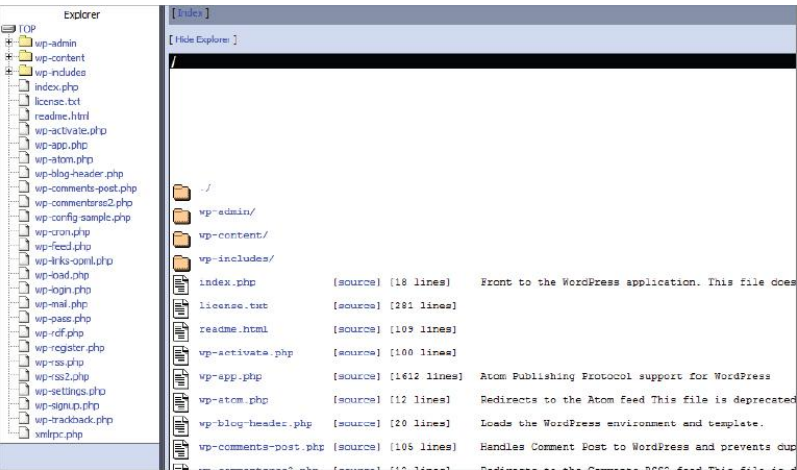 Explorer
TOP
wp-admin
wp-content
wp-includes
index.php
license.txt
readme.html
wp-activate.php
wp-app.php
wp-atom.php
wp-blog-header.php
wp-comments-post.php
wp-commentsrss2.php
wp-config-sample.php
wp-cron.php
wp-feed.php
wp-links-opml.php
wp-load.php
wp-login.php
wp-mail.php
wp-pass.php
wp-rdf.php
wp-register.php
wp-rss.php
wp-rss2.php
wp-settings.php
wp-signup.php
wp-trackback.php
xmlrpc.php
[Index]
[ Hide Explorer ]
/
./
wp-admin/
wp-content/
wp-includes/
index.php [source] [18 lines] Front to the WordPress application. This file does
license.txt [source] [281 lines]
readme.html [source] [109 lines]
wp-activate.php [source] [100 lines]
wp-app.php [source] [1612 lines] Atom Publishing Protocol support for WordPress
wp-atom.php [source] [12 lines] Redirects to the Atom feed This file is deprecated
wp-blog-header.php [source] [20 lines] Loads the WordPress environment and template.
wp-comments-post.php [source] [105 lines] Handles Comment Post to WordPress and prevents dup